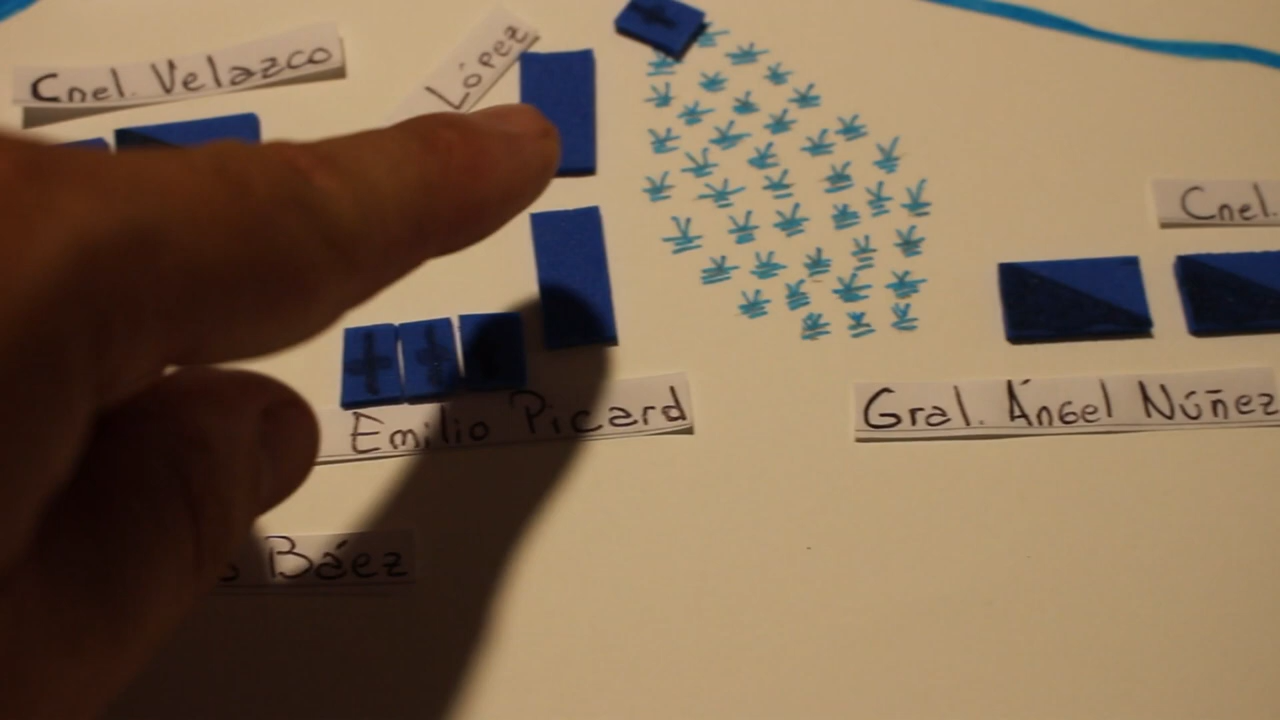 Cnel. Velazco
López
Cnel.
Emilio Picard
Gral. Ángel Núñez
Báez